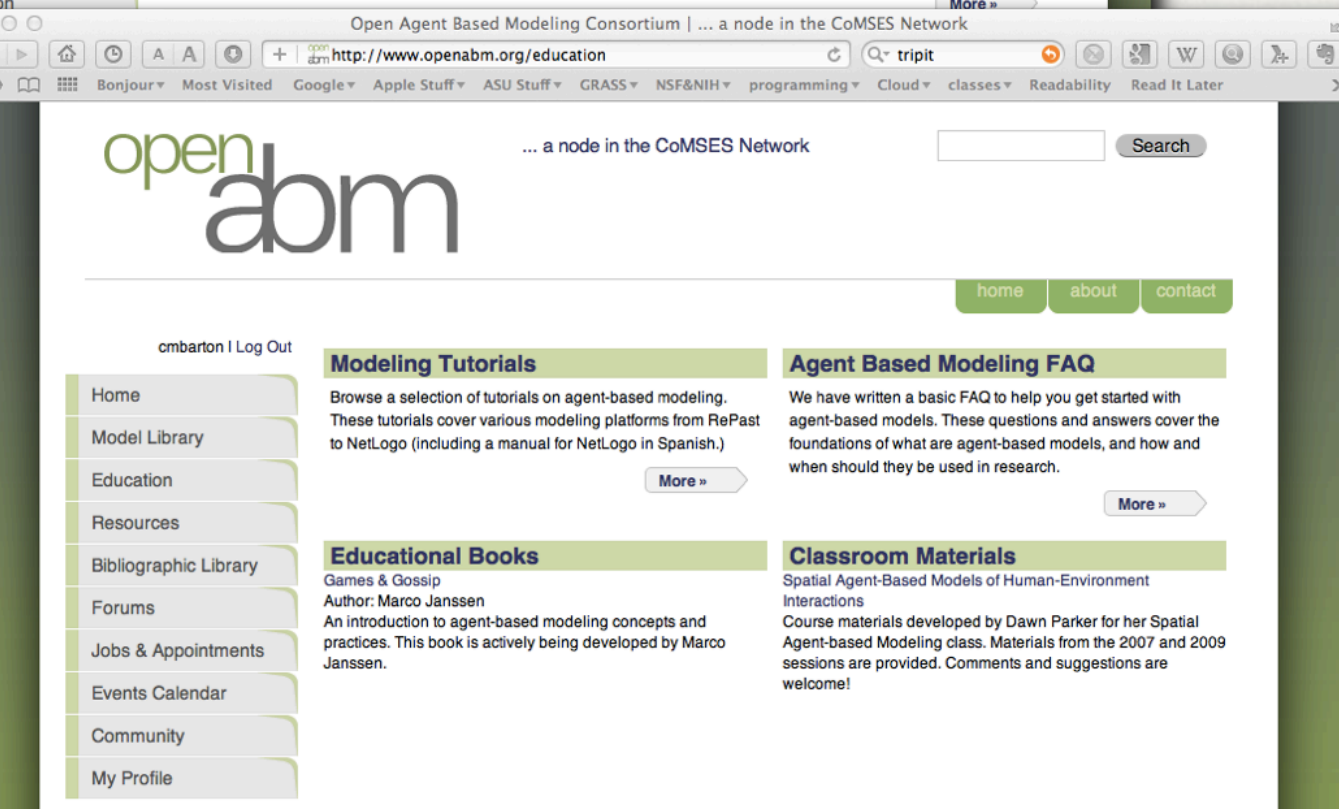 More »
Open Agent Based Modeling Consortium | ... a node in the CoMSES Network
A A + open abm http://www.openabm.org/education tripit W
Bonjour Most Visited Google Apple Stuff ASU Stuff GRASS NSF&NIH programming Cloud classes Readability Read It Later
open abm
... a node in the CoMSES Network
Search
home about contact
cmbarton | Log Out
Home
Model Library
Education
Resources
Bibliographic Library
Forums
Jobs & Appointments
Events Calendar
Community
My Profile
Modeling Tutorials
Browse a selection of tutorials on agent-based modeling.
These tutorials cover various modeling platforms from RePast
to NetLogo (including a manual for NetLogo in Spanish.)
More »
Agent Based Modeling FAQ
We have written a basic FAQ to help you get started with
agent-based models. These questions and answers cover the
foundations of what are agent-based models, and how and
when should they be used in research.
More »
Educational Books
Games & Gossip
Author: Marco Janssen
An introduction to agent-based modeling concepts and
practices. This book is actively being developed by Marco
Janssen.
Classroom Materials
Spatial Agent-Based Models of Human-Environment
Interactions
Course materials developed by Dawn Parker for her Spatial
Agent-based Modeling class. Materials from the 2007 and 2009
sessions are provided. Comments and suggestions are
welcome!